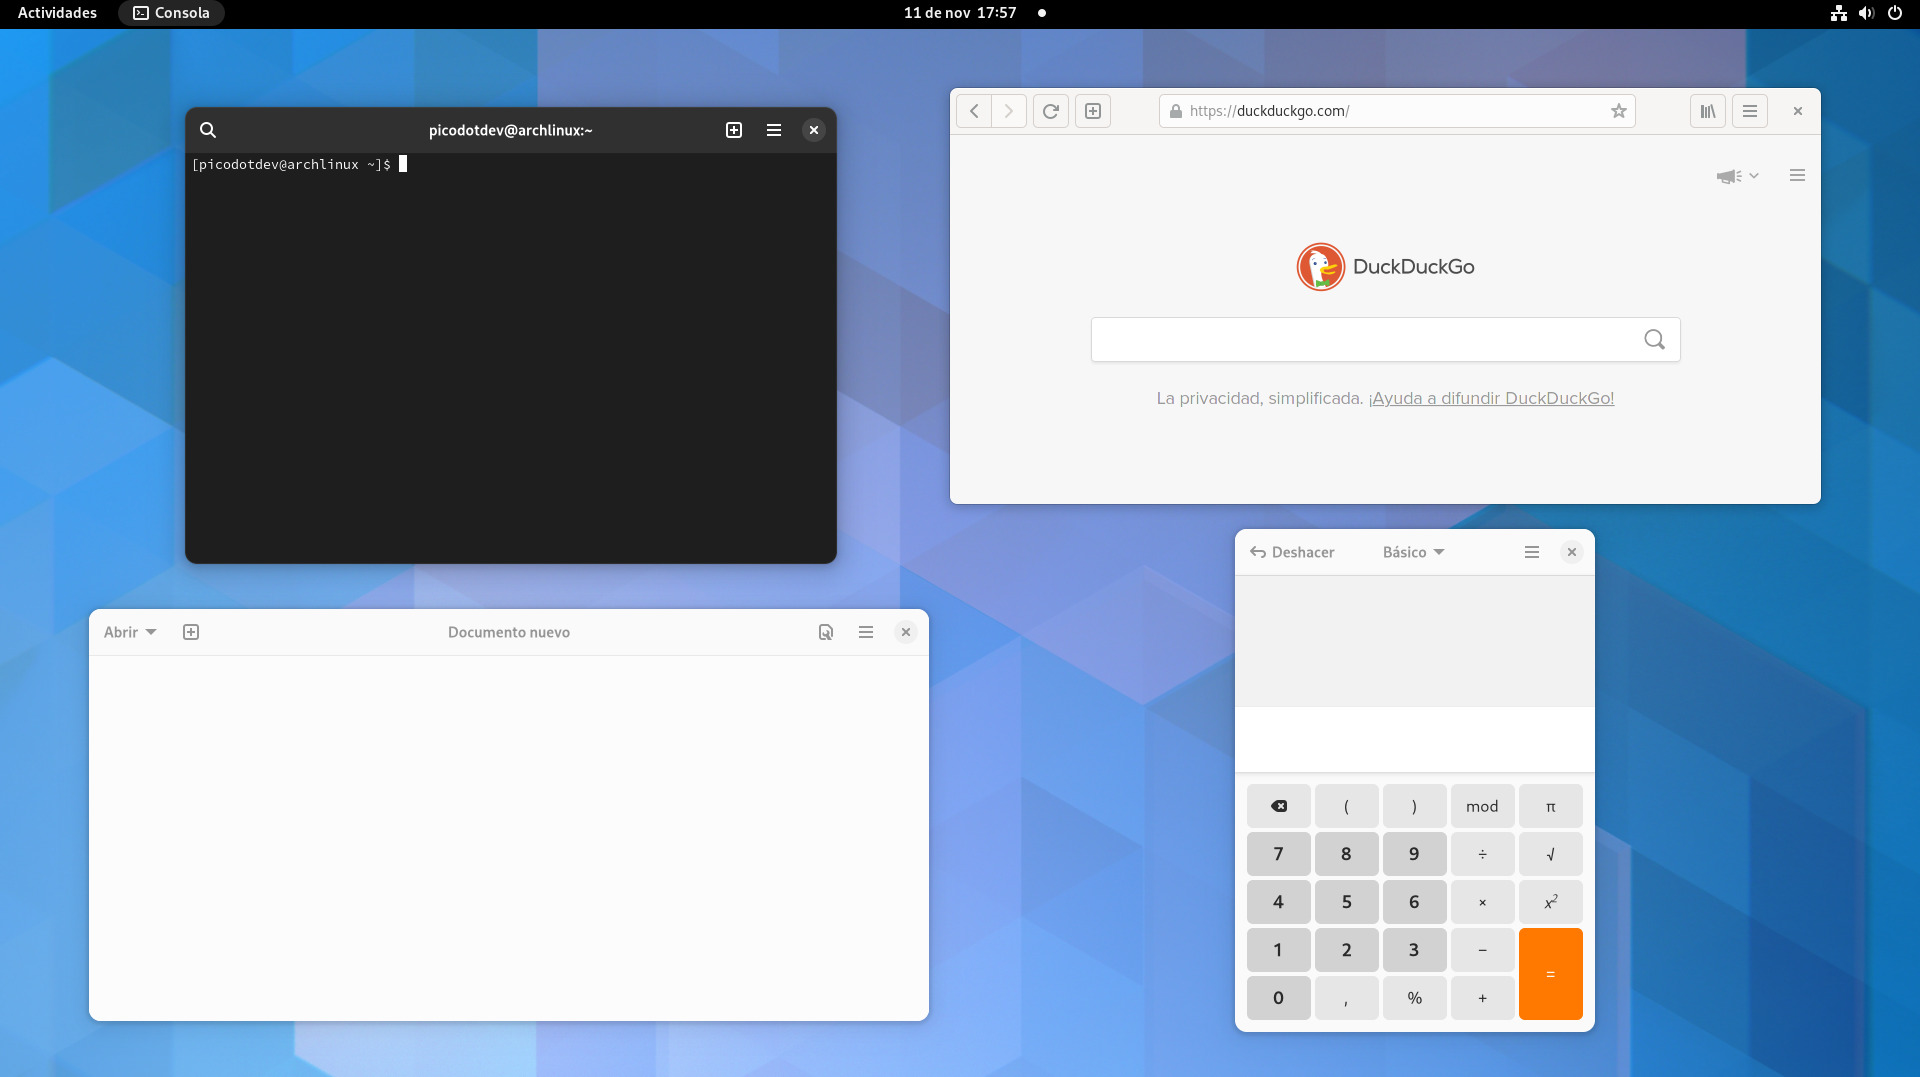 Actividades
Consola
11 de nov 17:57
picodotdev@archlinux:~
[picodotdev@archlinux ~]$
https://duckduckgo.com/
DuckDuckGo
La privacidad, simplificada. ¡Ayuda a difundir DuckDuckGo!
Abrir
Documento nuevo
Deshacer
Básico
( ) mod π
7 8 9 ÷ √
4 5 6 × x²
1 2 3 −
=
0 , % +